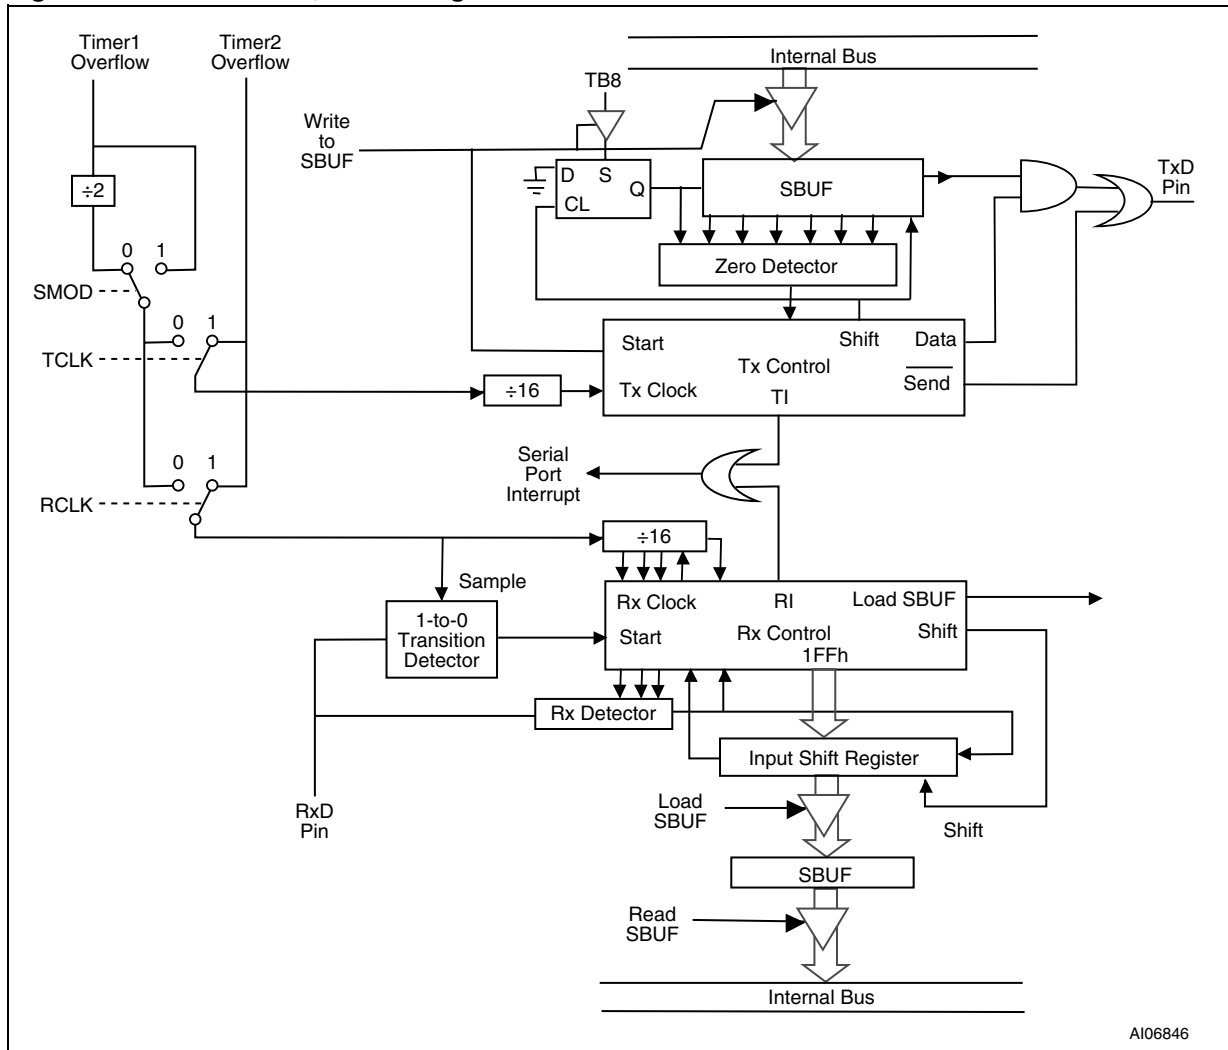 Timer1
Overflow
Timer2
Overflow
Internal Bus
TB8
Write
to
SBUF
D S
Q
CL
SBUF
TxD
Pin
÷2
Zero Detector
0 1
SMOD
0 1
TCLK
Start
Shift
Data
Tx Control
Send
÷16
Tx Clock
TI
Serial
Port
Interrupt
0 1
RCLK
÷16
Sample
1-to-0
Transition
Detector
Rx Clock
RI
Load SBUF
Start
Rx Control
Shift
1FFh
Rx Detector
Input Shift Register
RxD
Pin
Load
SBUF
Shift
SBUF
Read
SBUF
Internal Bus
AI06846